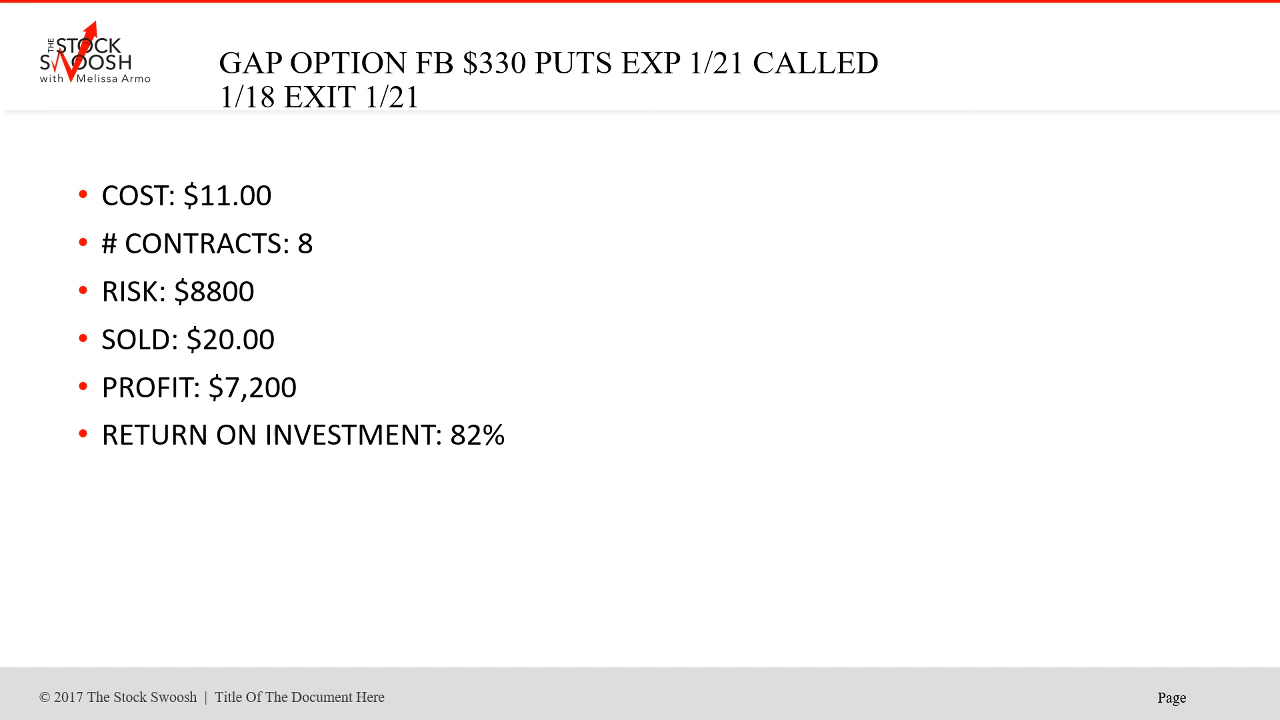 THE STOCK
SWOOSH
with Melissa Armo
GAP OPTION FB $330 PUTS EXP 1/21 CALLED
1/18 EXIT 1/21
• COST: $11.00
• # CONTRACTS: 8
• RISK: $8800
• SOLD: $20.00
• PROFIT: $7,200
• RETURN ON INVESTMENT: 82%
© 2017 The Stock Swoosh | Title Of The Document Here
Page